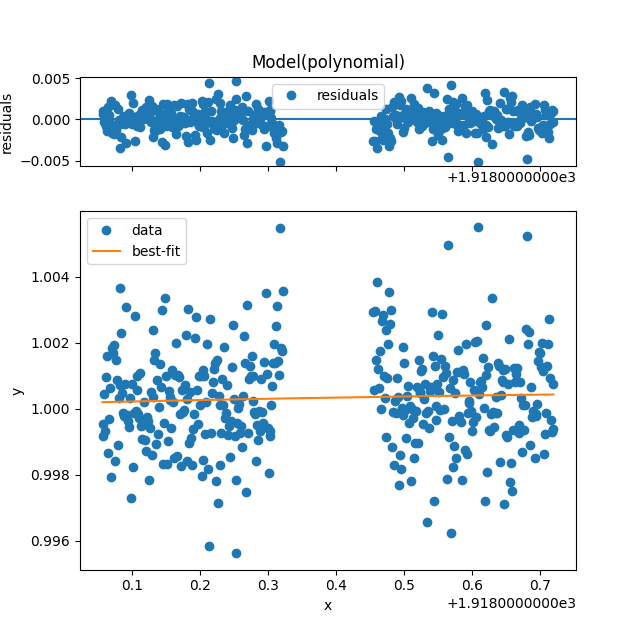 Model(polynomial)
0.005
0.000
−0.005
residuals
residuals
+1.9180000000e3
data
best-fit
1.004
1.002
1.000
0.998
0.996
y
0.1 0.2 0.3 0.4 0.5 0.6 0.7
x
+1.9180000000e3